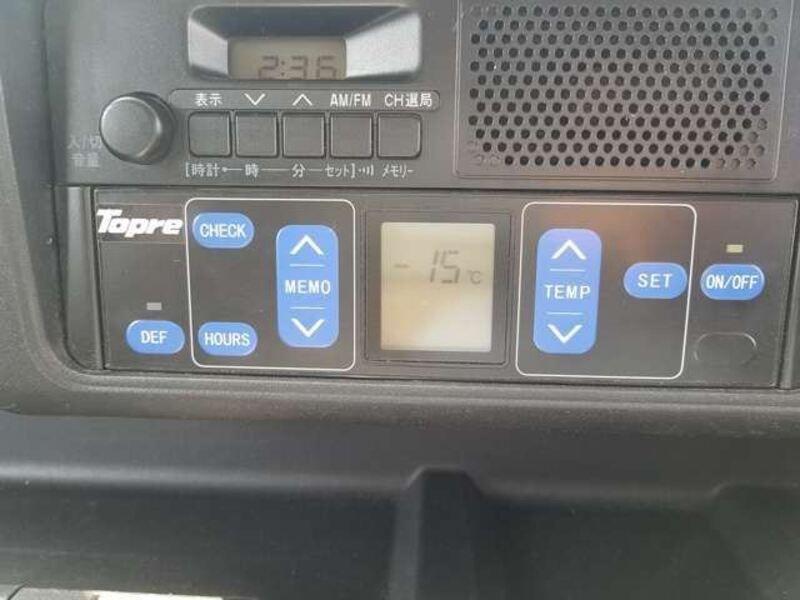 2:36
表示 ∨ ∧ AM/FM CH選局
入/切
音量
[時計•─ 時 ── 分 ─セット]•))) メモリー
Topre
CHECK
MEMO
-15℃
TEMP
SET
ON/OFF
DEF
HOURS